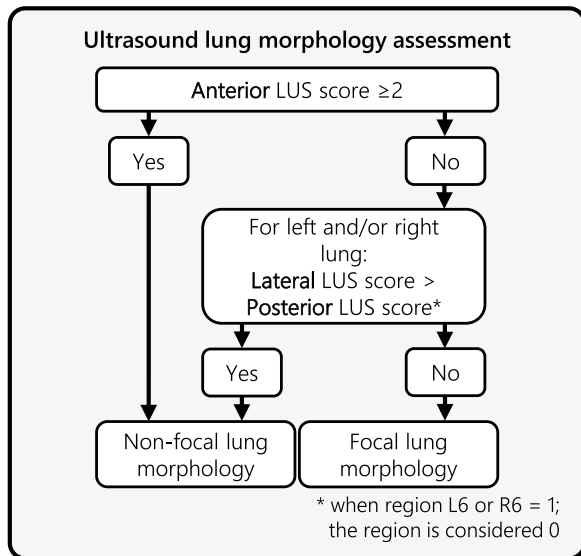 Ultrasound lung morphology assessment
Anterior LUS score ≥2
Yes
No
For left and/or right
lung:
Lateral LUS score >
Posterior LUS score*
Yes
No
Non-focal lung
morphology
Focal lung
morphology
* when region L6 or R6 = 1;
the region is considered 0